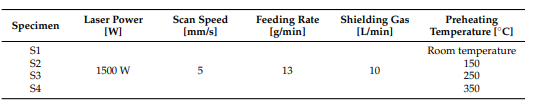 Specimen Laser Power [W] Scan Speed [mm/s] Feeding Rate [g/min] Shielding Gas [L/min] Preheating Temperature [°C]
S1 Room temperature
S2 150
1500 W 5 13 10
S3 250
S4 350